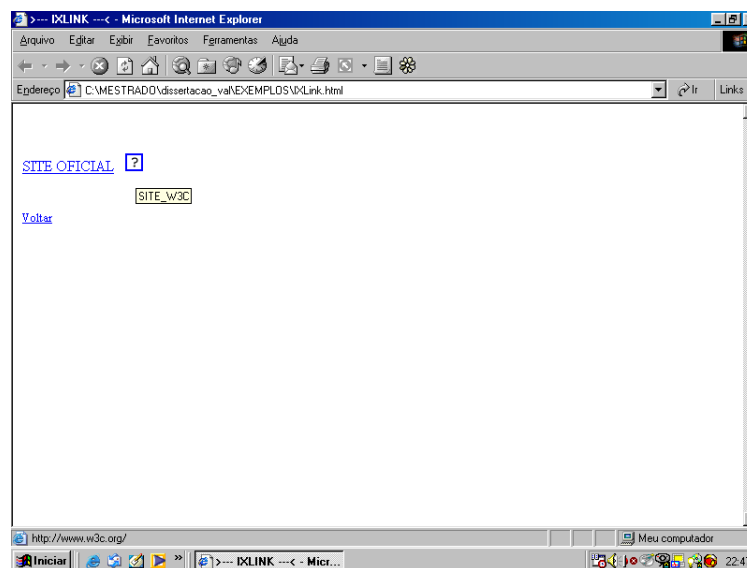 >--- IXLINK ---< - Microsoft Internet Explorer
Arquivo Editar Exibir Favoritos Ferramentas Ajuda
Endereço C:\MESTRADO\dissertacao_val\EXEMPLOS\IXLink.html Ir Links
SITE OFICIAL ?
SITE_W3C
Voltar
http://www.w3c.org/ Meu computador
Iniciar » >--- IXLINK ---< - Micr... 22:4